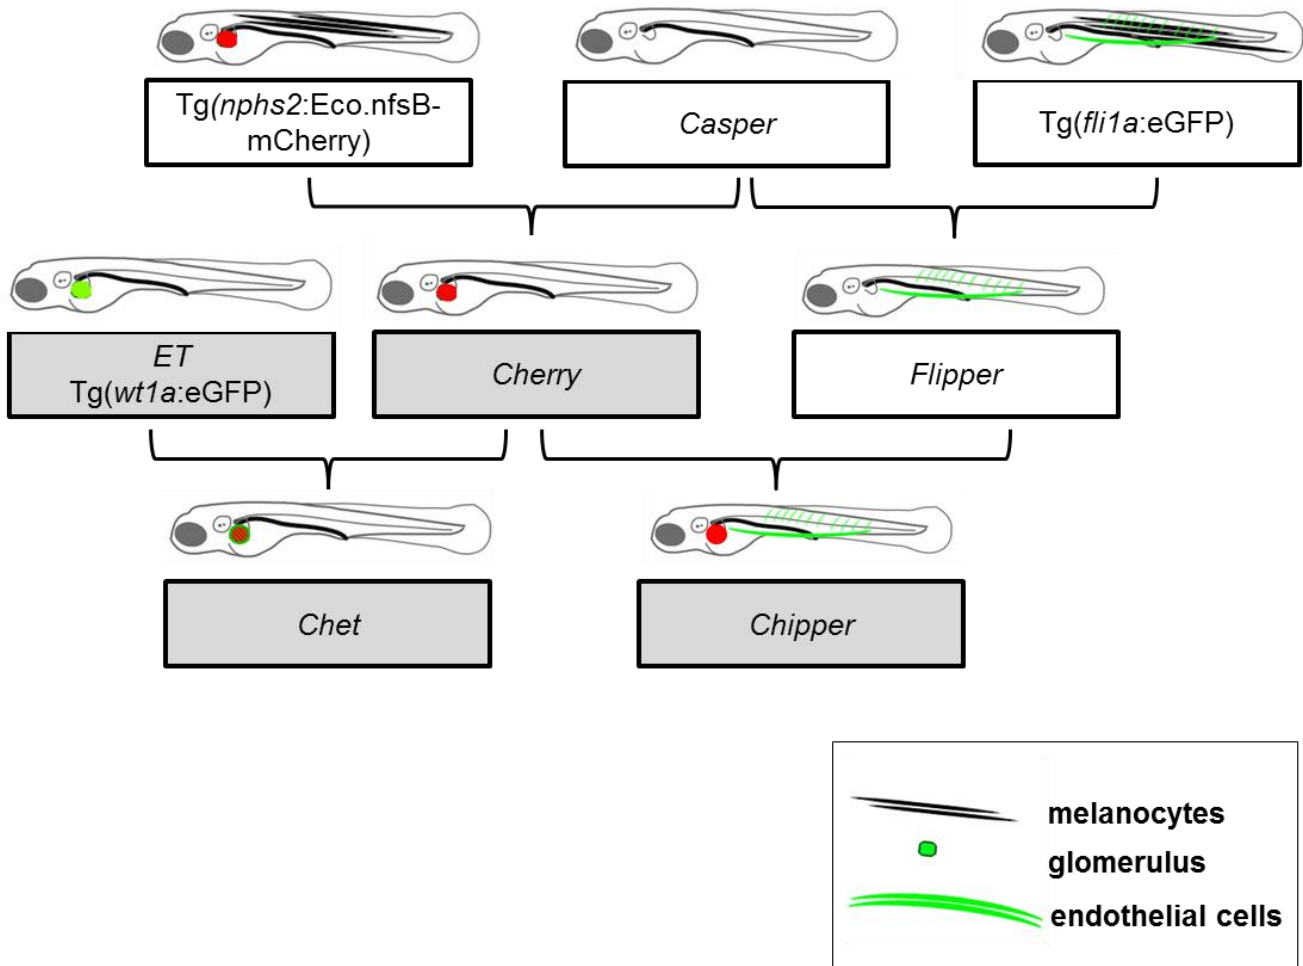 Tg(nphs2:Eco.nfsB-
mCherry)
Casper
Tg(fli1a:eGFP)
ET
Tg(wt1a:eGFP)
Cherry
Flipper
Chet
Chipper
melanocytes
glomerulus
endothelial cells